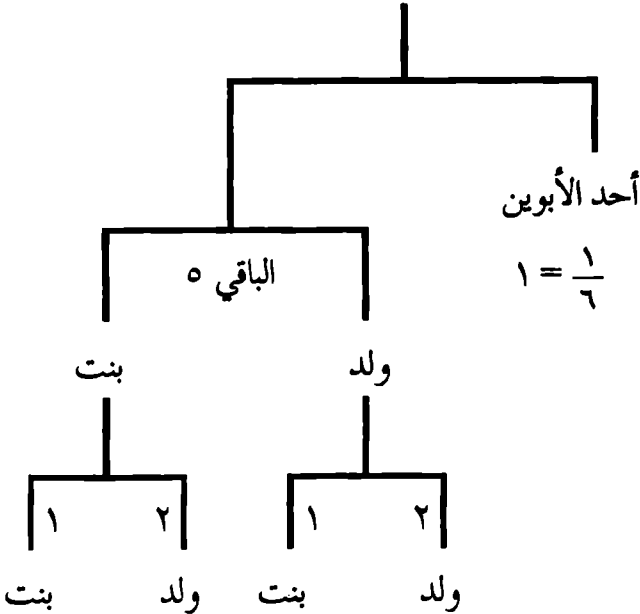 أحد الأبوين
١/٦ = ١
الباقي ٥
ولد بنت
٢ ١ ٢ ١
ولد بنت ولد بنت